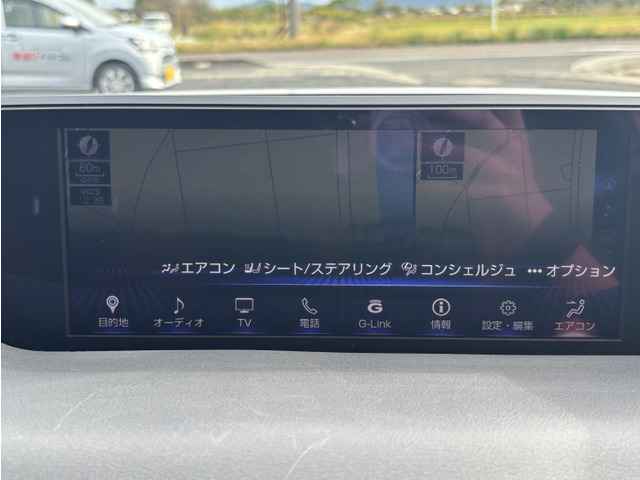 60m
GPS
VICS
100m
エアコン シート/ステアリング コンシェルジュ ••• オプション
目的地 オーディオ TV 電話 G-Link 情報 設定・編集 エアコン